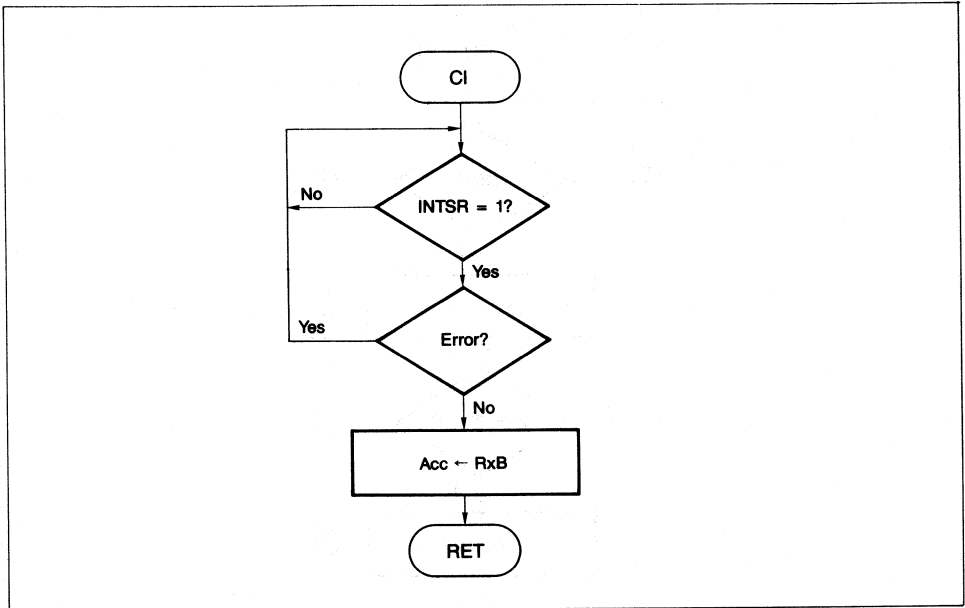 CI
No
INTSR = 1?
Yes
Yes
Error?
No
Acc ← RxB
RET